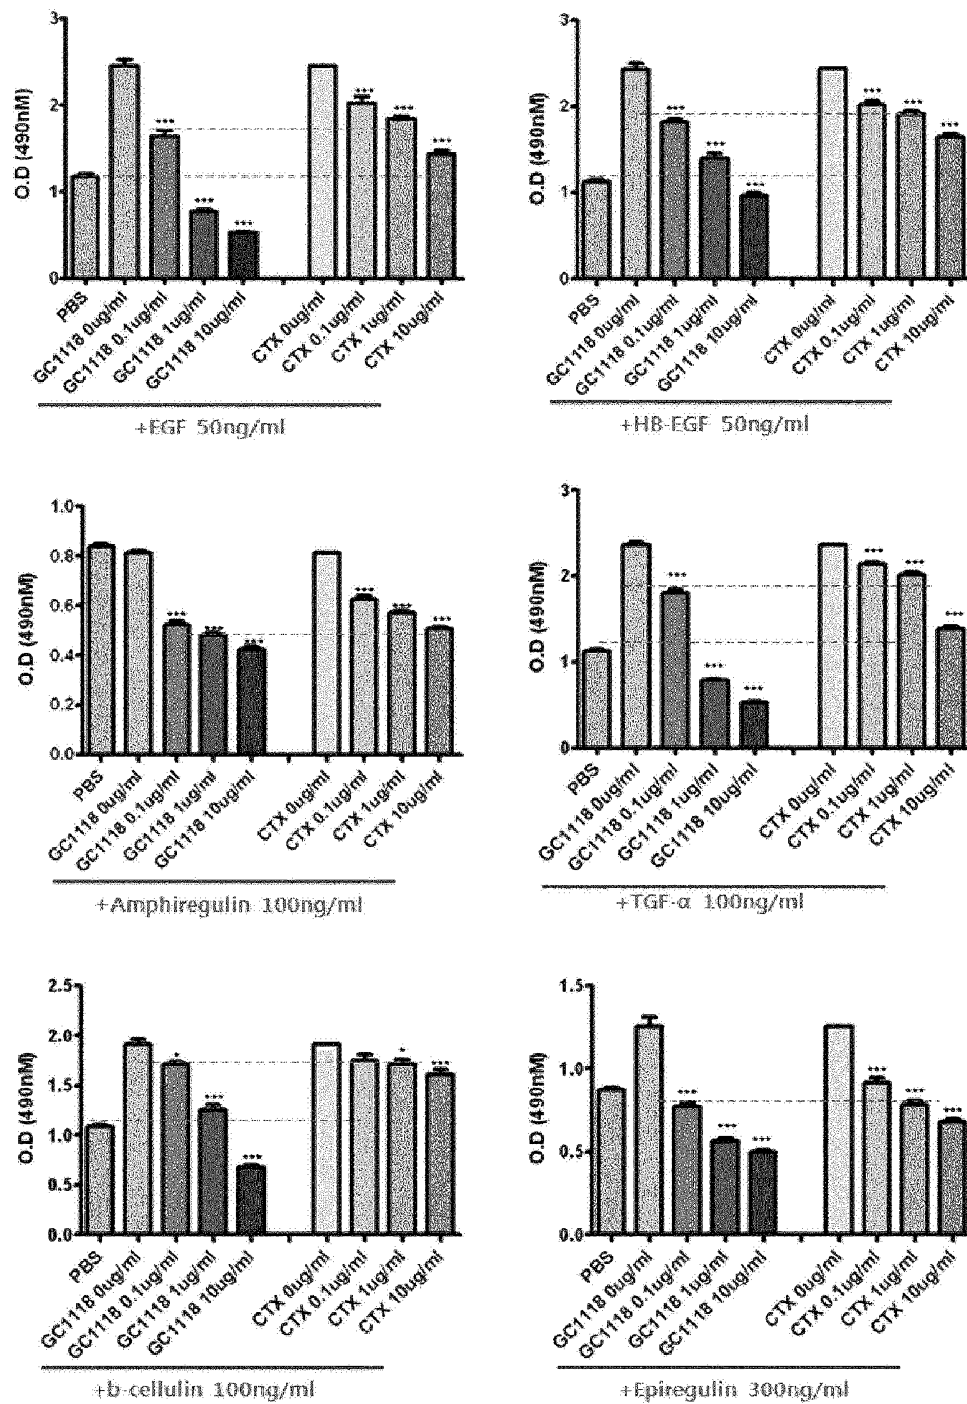 3
2
1
0
O.D (490nM)
***
***
***
***
***
***
PBS
GC1118 0ug/ml
GC1118 0.1ug/ml
GC1118 1ug/ml
GC1118 10ug/ml
CTX 0ug/ml
CTX 0.1ug/ml
CTX 1ug/ml
CTX 10ug/ml
+EGF 50ng/ml
3
2
1
0
O.D (490nM)
***
***
***
***
***
***
PBS
GC1118 0ug/ml
GC1118 0.1ug/ml
GC1118 1ug/ml
GC1118 10ug/ml
CTX 0ug/ml
CTX 0.1ug/ml
CTX 1ug/ml
CTX 10ug/ml
+HB-EGF 50ng/ml
1.0
0.8
0.6
0.4
0.2
0.0
O.D (490nM)
***
***
***
***
***
***
PBS
GC1118 0ug/ml
GC1118 0.1ug/ml
GC1118 1ug/ml
GC1118 10ug/ml
CTX 0ug/ml
CTX 0.1ug/ml
CTX 1ug/ml
CTX 10ug/ml
+Amphiregulin 100ng/ml
3
2
1
0
O.D (490nM)
***
***
***
***
***
***
PBS
GC1118 0ug/ml
GC1118 0.1ug/ml
GC1118 1ug/ml
GC1118 10ug/ml
CTX 0ug/ml
CTX 0.1ug/ml
CTX 1ug/ml
CTX 10ug/ml
+TGF-α 100ng/ml
2.5
2.0
1.5
1.0
0.5
0.0
O.D (490nM)
*
***
***
*
***
PBS
GC1118 0ug/ml
GC1118 0.1ug/ml
GC1118 1ug/ml
GC1118 10ug/ml
CTX 0ug/ml
CTX 0.1ug/ml
CTX 1ug/ml
CTX 10ug/ml
+b-cellulin 100ng/ml
1.5
1.0
0.5
0.0
O.D (490nM)
***
***
***
***
***
***
PBS
GC1118 0ug/ml
GC1118 0.1ug/ml
GC1118 1ug/ml
GC1118 10ug/ml
CTX 0ug/ml
CTX 0.1ug/ml
CTX 1ug/ml
CTX 10ug/ml
+Epiregulin 300ng/ml